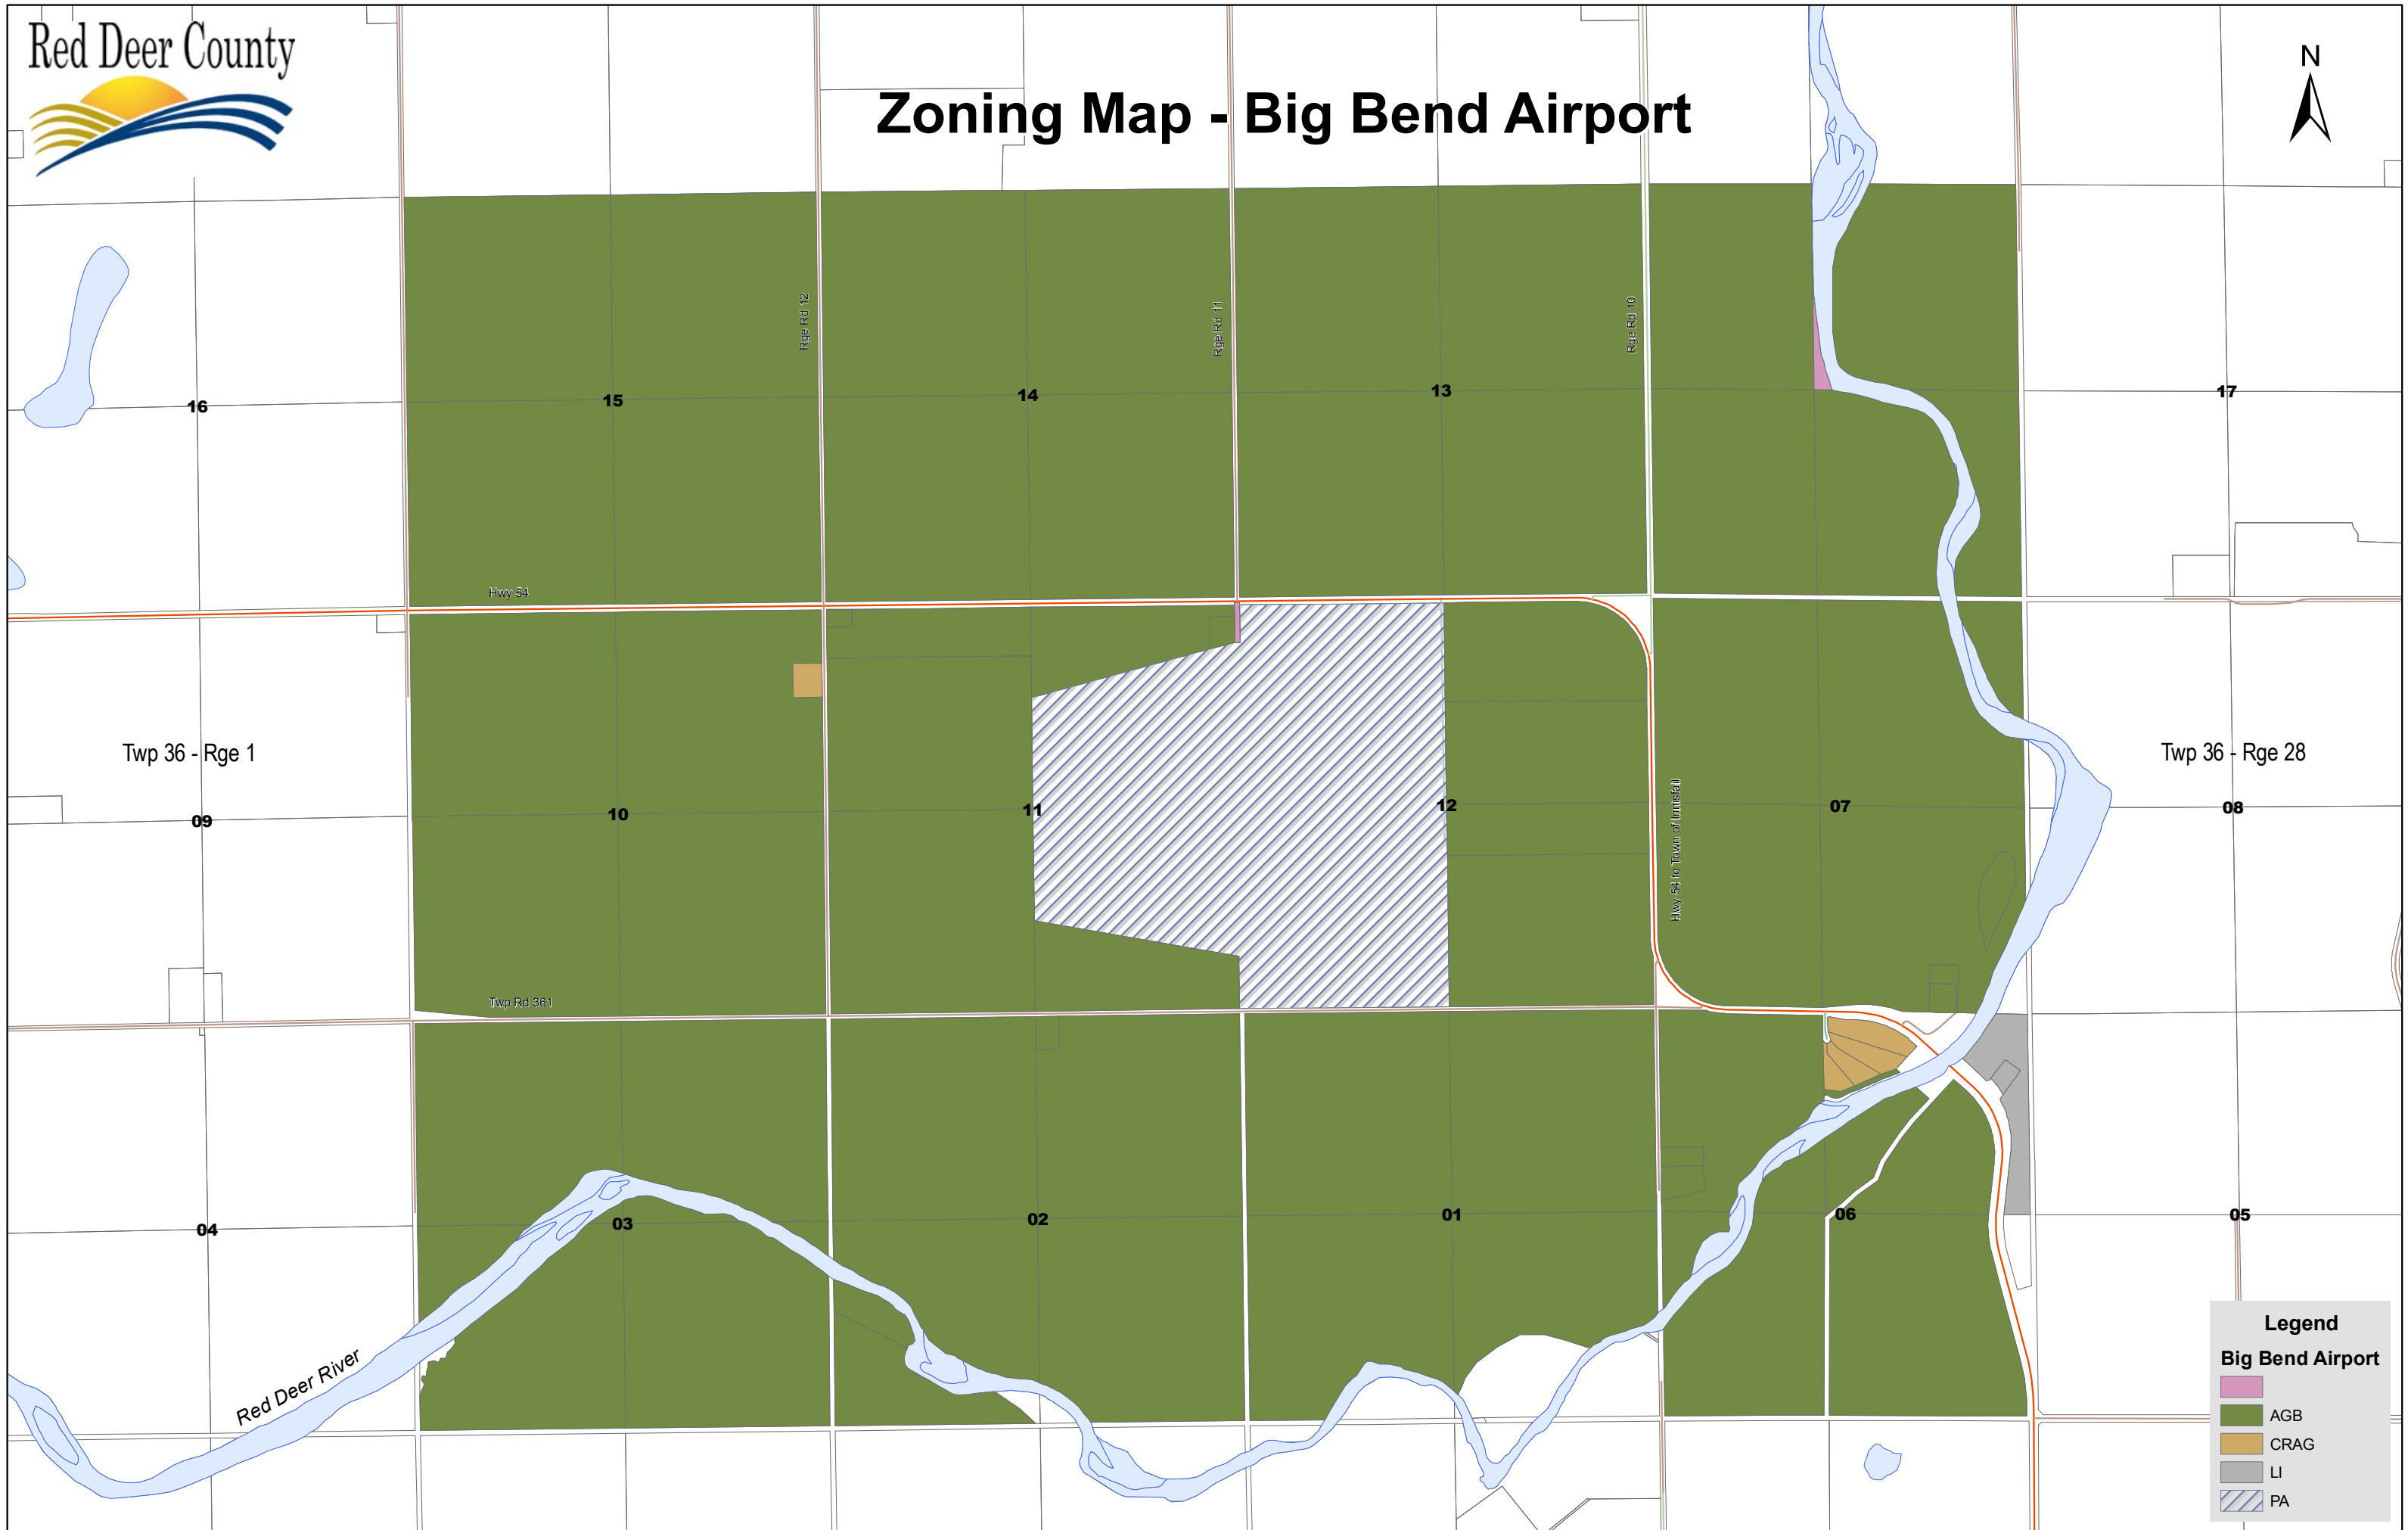 Red Deer County
Zoning Map - Big Bend Airport
N
Rge Rd 12
Rge Rd 11
Rge Rd 10
16
15
14
13
17
Hwy 54
Twp 36 - Rge 1
Twp 36 - Rge 28
09
10
11
12
07
08
Hwy 54 to Town of Innisfail
Twp Rd 361
04
03
02
01
06
05
Red Deer River
Legend
Big Bend Airport
AGB
CRAG
LI
PA